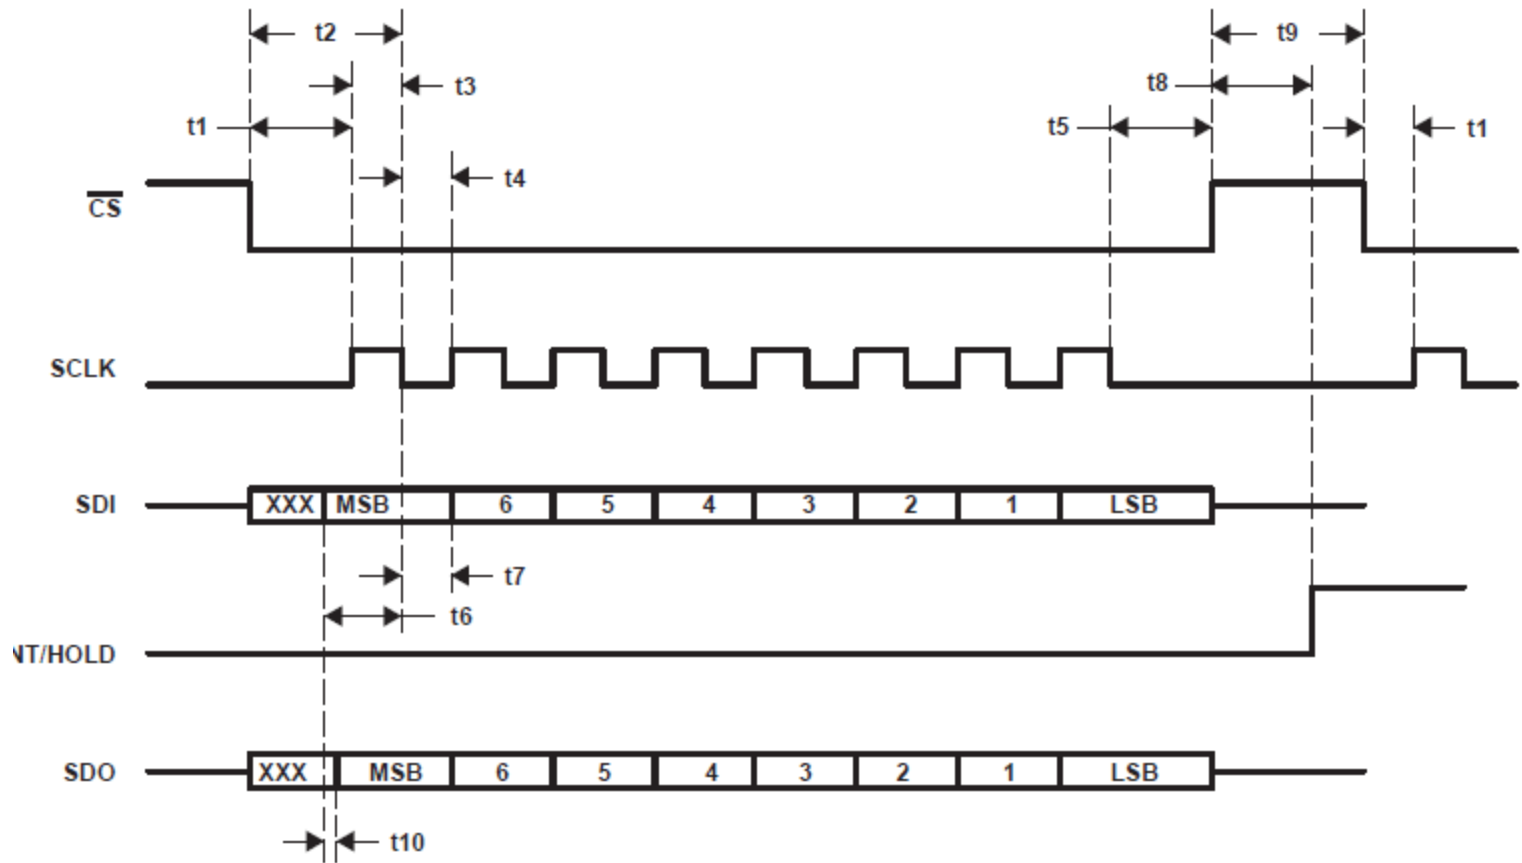 t2
t9
t3
t8
t1
t5
t1
t4
CS
SCLK
SDI
XXX MSB 6 5 4 3 2 1 LSB
t7
t6
NT/HOLD
SDO
XXX MSB 6 5 4 3 2 1 LSB
t10